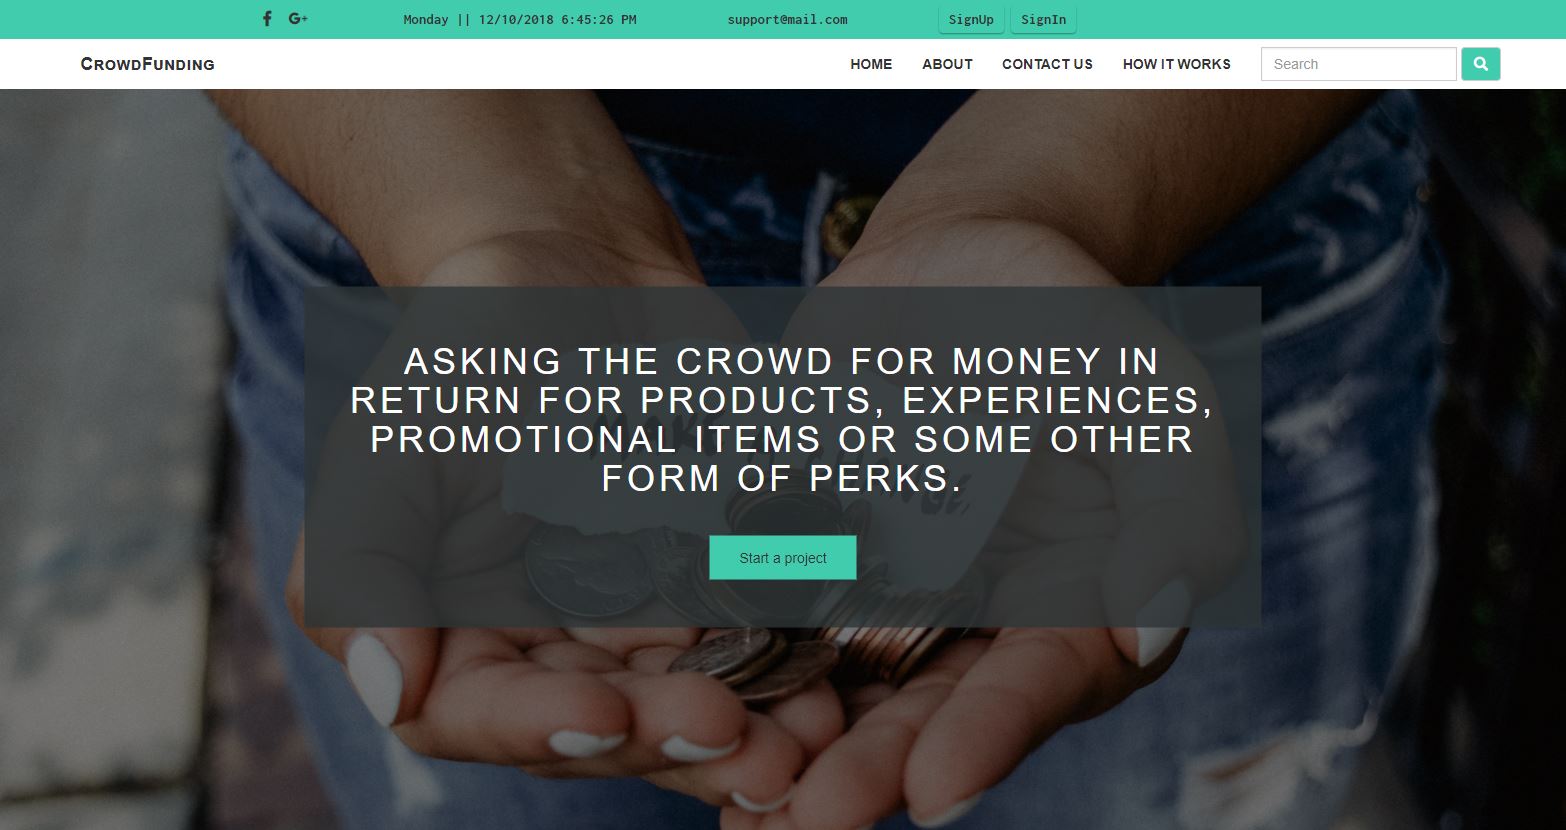 G+ Monday || 12/10/2018 6:45:26 PM support@mail.com SignUp SignIn
CROWDFUNDING HOME ABOUT CONTACT US HOW IT WORKS Search
ASKING THE CROWD FOR MONEY IN
RETURN FOR PRODUCTS, EXPERIENCES,
PROMOTIONAL ITEMS OR SOME OTHER
FORM OF PERKS.
Start a project